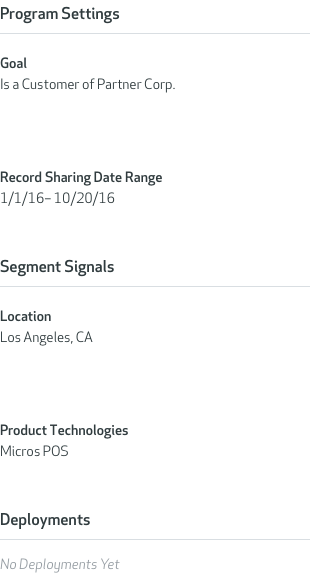 Program Settings
Goal
Is a Customer of Partner Corp.
Record Sharing Date Range
1/1/16– 10/20/16
Segment Signals
Location
Los Angeles, CA
Product Technologies
Micros POS
Deployments
No Deployments Yet